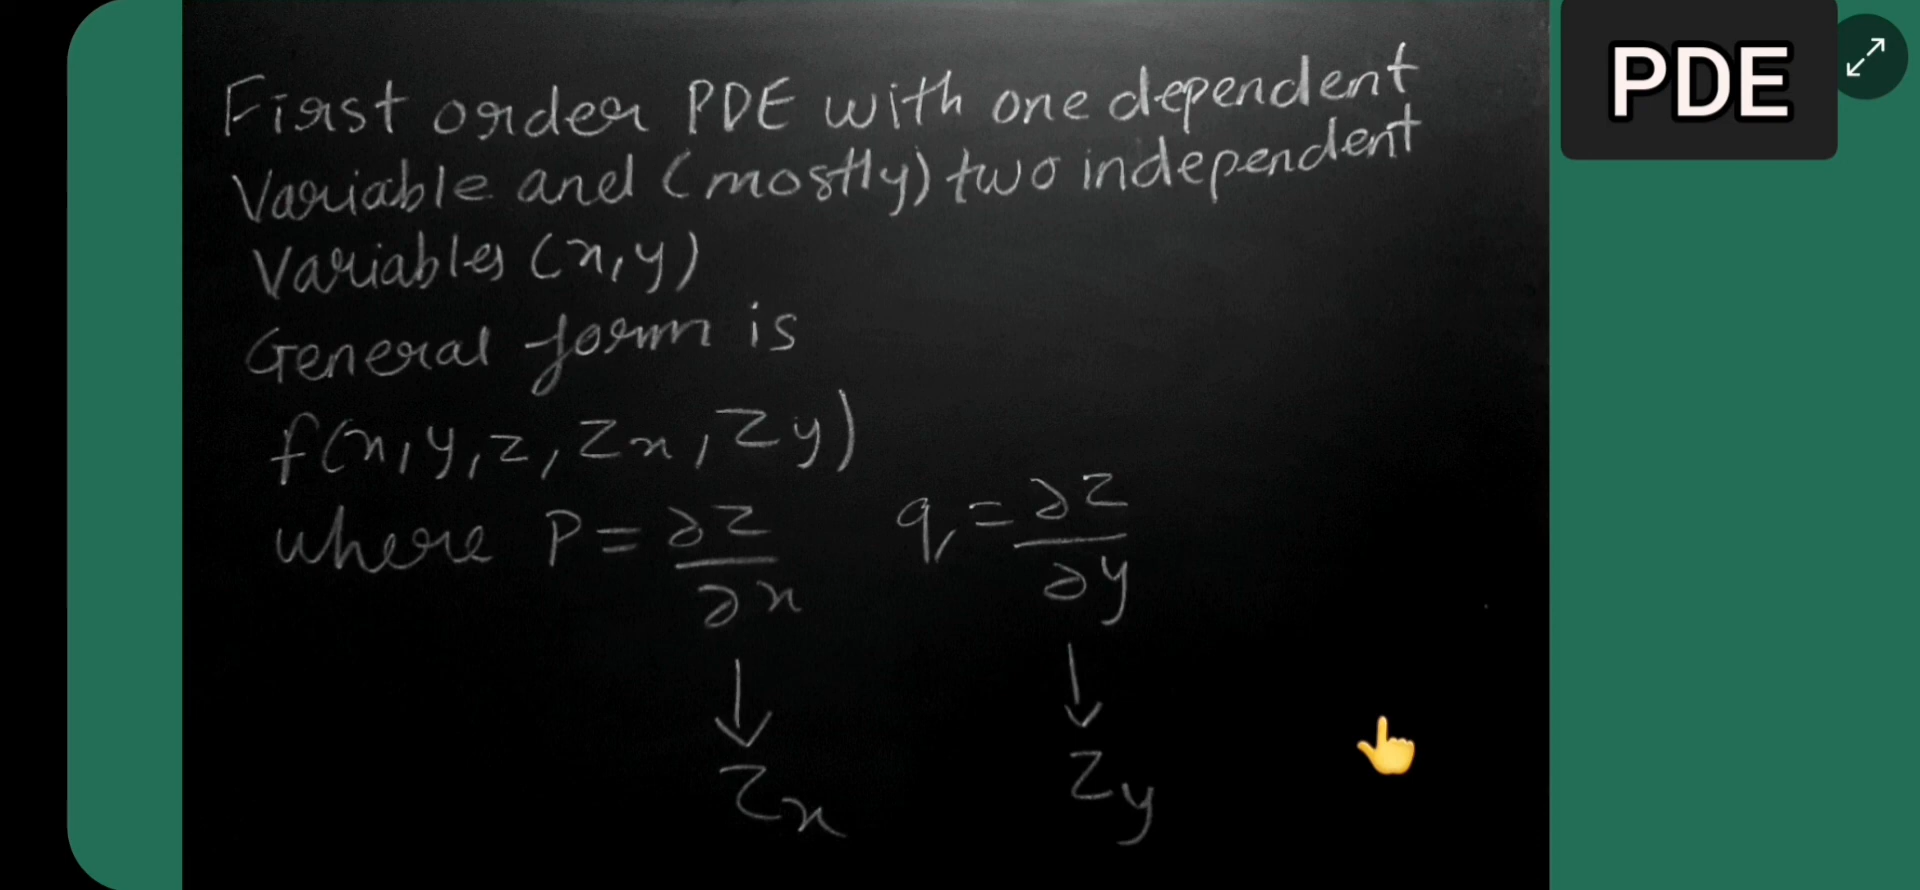 First order PDE with one dependent
Variable and (mostly) two independent
Variables (x,y)
General form is
f(x,y,z,Zx,Zy)
where P = ∂z/∂x q = ∂z/∂y
↓ ↓
Zx Zy
PDE